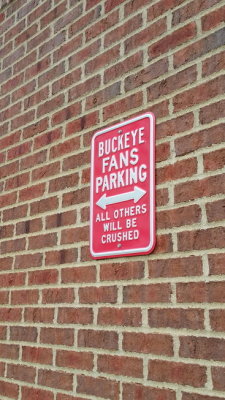 BUCKEYE
FANS
PARKING
ALL OTHERS
WILL BE
CRUSHED